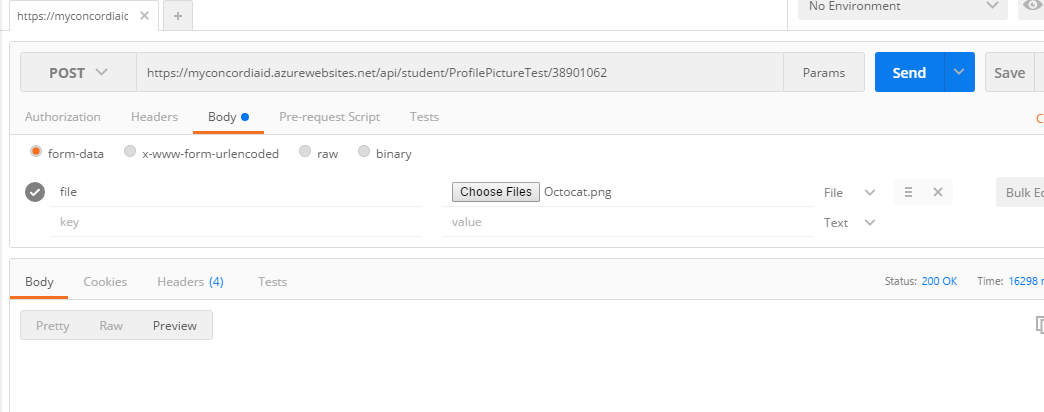 https://myconcordiaic × + No Environment
POST https://myconcordiaid.azurewebsites.net/api/student/ProfilePictureTest/38901062 Params Send Save
Authorization Headers Body Pre-request Script Tests C
form-data x-www-form-urlencoded raw binary
file Choose Files Octocat.png File
key value Text
Bulk Ec
Body Cookies Headers (4) Tests Status: 200 OK Time: 16298
Pretty Raw Preview